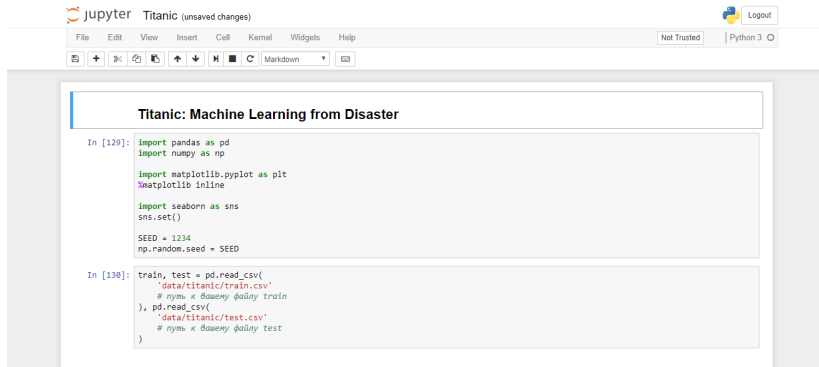 jupyter Titanic (unsaved changes) Logout
File Edit View Insert Cell Kernel Widgets Help Not Trusted Python 3
Markdown
Titanic: Machine Learning from Disaster
In [129]: import pandas as pd
import numpy as np
import matplotlib.pyplot as plt
%matplotlib inline
import seaborn as sns
sns.set()
SEED = 1234
np.random.seed = SEED
In [130]: train, test = pd.read_csv(
'data/titanic/train.csv'
# путь к вашему файлу train
), pd.read_csv(
'data/titanic/test.csv'
# путь к вашему файлу test
)